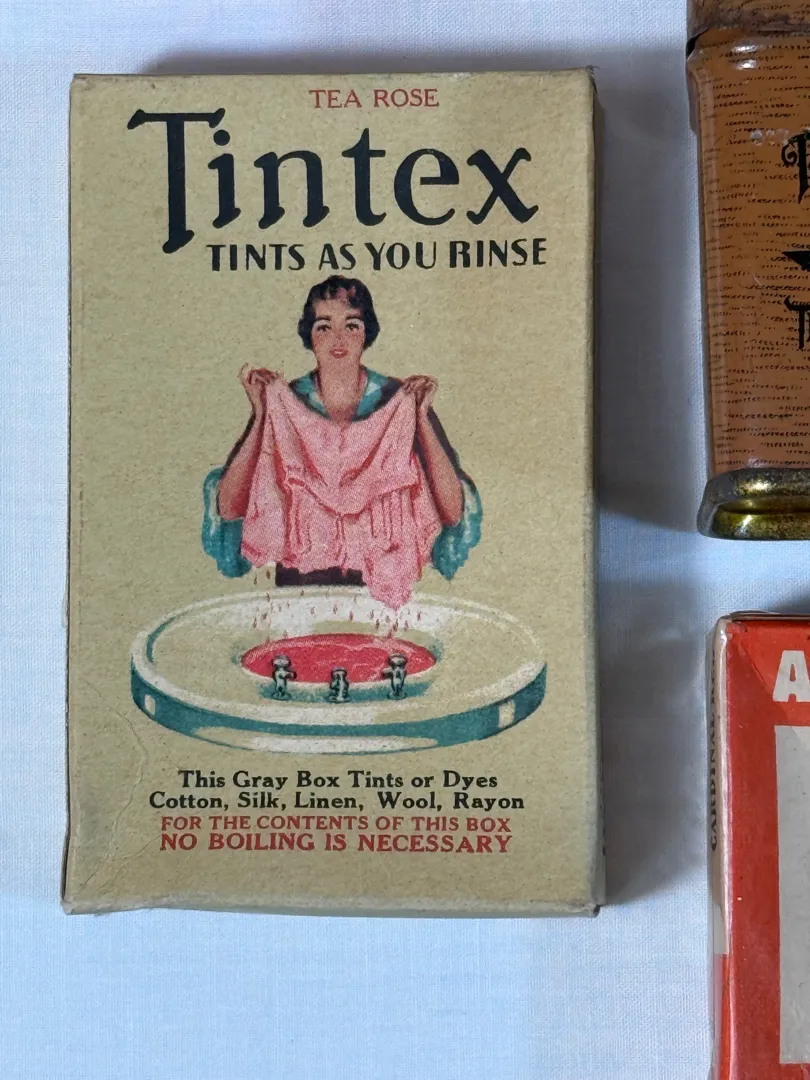 TEA ROSE
Tintex
TINTS AS YOU RINSE
This Gray Box Tints or Dyes
Cotton, Silk, Linen, Wool, Rayon
FOR THE CONTENTS OF THIS BOX
NO BOILING IS NECESSARY
CARDINAL